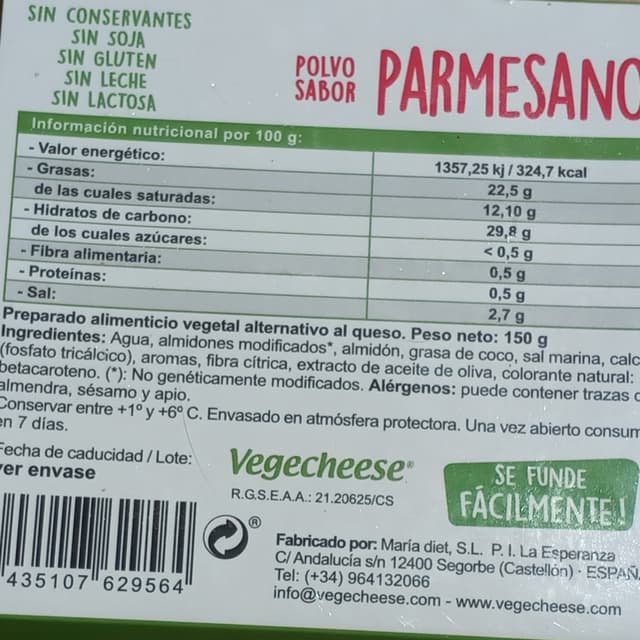 SIN CONSERVANTES
SIN SOJA
SIN GLUTEN
SIN LECHE
SIN LACTOSA
POLVO
SABOR
PARMESANO
Información nutricional por 100 g:
- Valor energético: 1357,25 kj / 324,7 kcal
- Grasas: 22,5 g
de las cuales saturadas: 12,10 g
- Hidratos de carbono: 29,8 g
de los cuales azúcares: < 0,5 g
- Fibra alimentaria: 0,5 g
- Proteínas: 0,5 g
- Sal: 2,7 g
Preparado alimenticio vegetal alternativo al queso. Peso neto: 150 g
Ingredientes: Agua, almidones modificados*, almidón, grasa de coco, sal marina, calc
(fosfato tricálcico), aromas, fibra cítrica, extracto de aceite de oliva, colorante natural:
betacaroteno. (*): No genéticamente modificados. Alérgenos: puede contener trazas
almendra, sésamo y apio.
Conservar entre +1º y +6º C. Envasado en atmósfera protectora. Una vez abierto consum
en 7 días.
Fecha de caducidad / Lote:
ver envase
Vegecheese®
R.G.S.E.A.A.: 21.20625/CS
SE FUNDE
FÁCILMENTE!
®
Fabricado por: María diet, S.L. P. I. La Esperanza
C/ Andalucía s/n 12400 Segorbe (Castellón) · ESPAÑ
Tel: (+34) 964132066
info@vegecheese.com - www.vegecheese.com
435107 629564